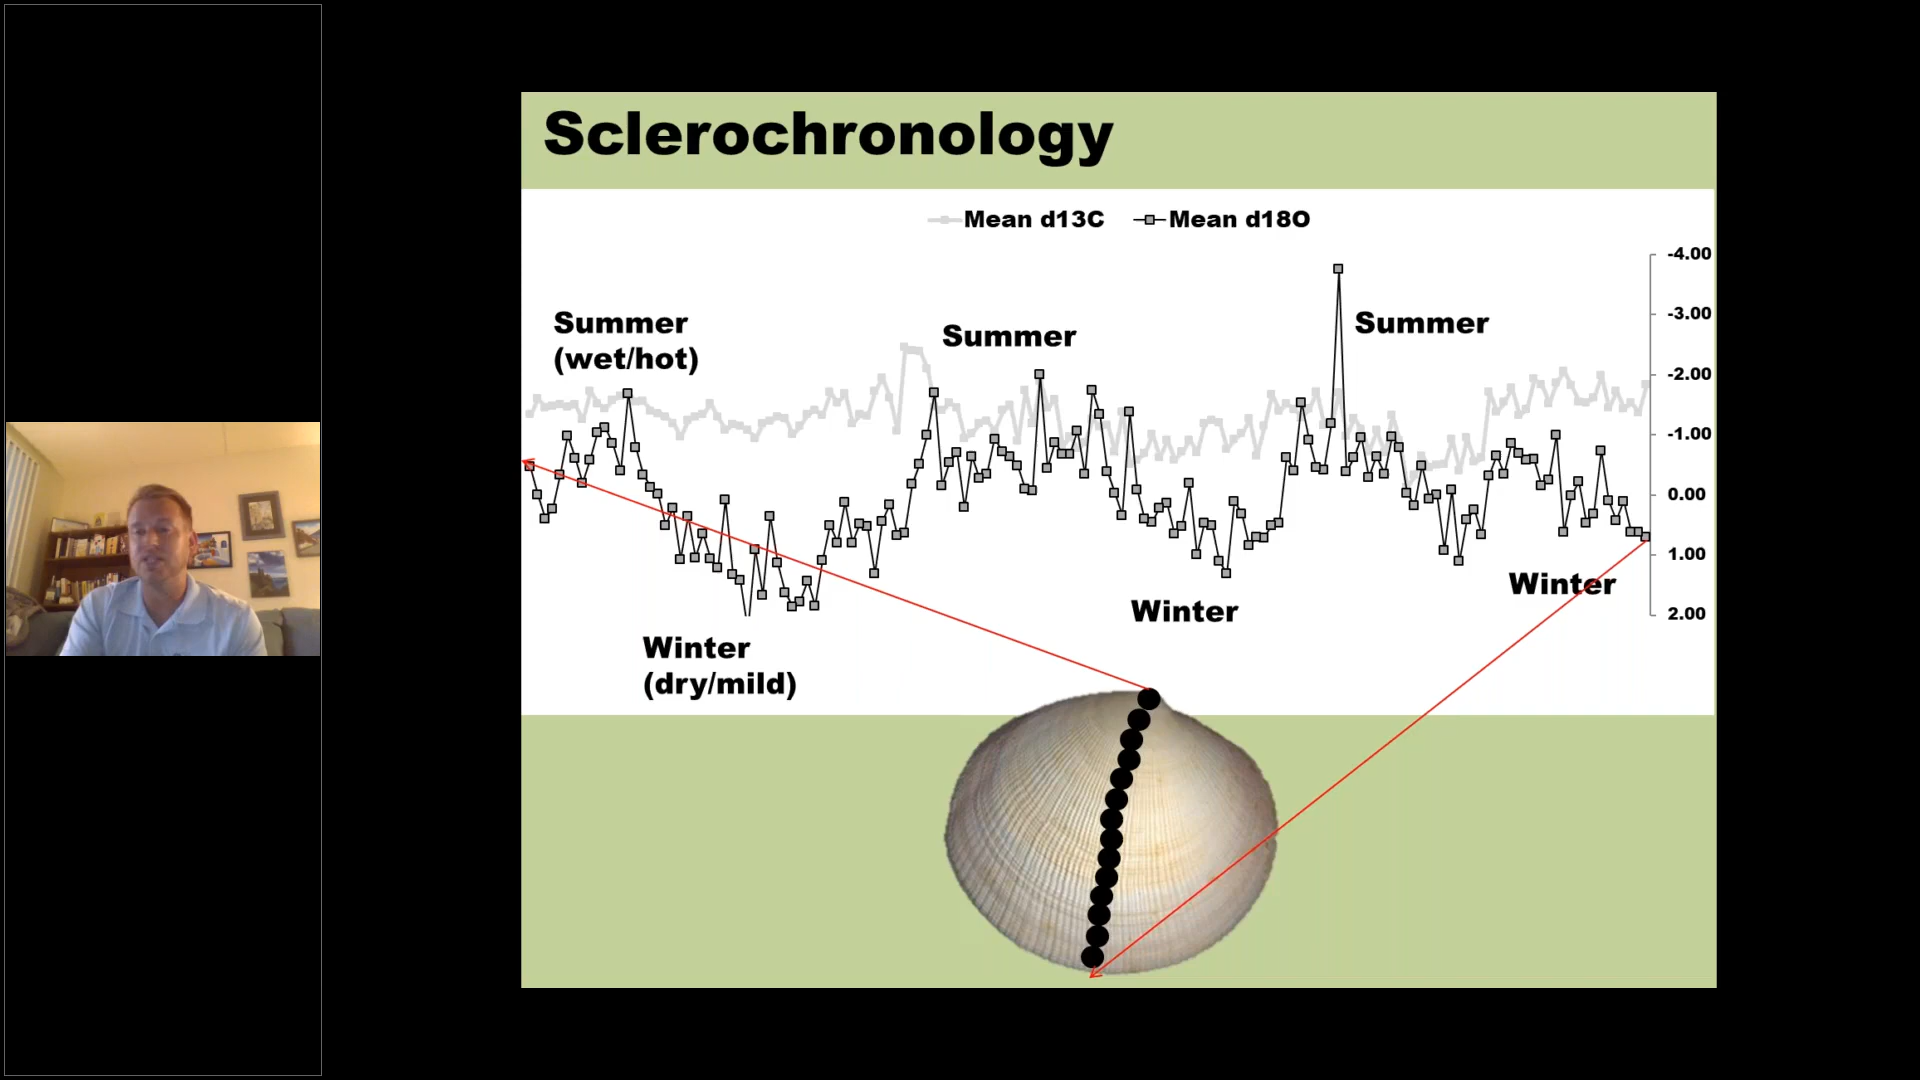 Sclerochronology
Mean d13C Mean d18O
-4.00
-3.00
-2.00
-1.00
0.00
1.00
2.00
Summer
(wet/hot)
Summer
Summer
Winter
(dry/mild)
Winter
Winter